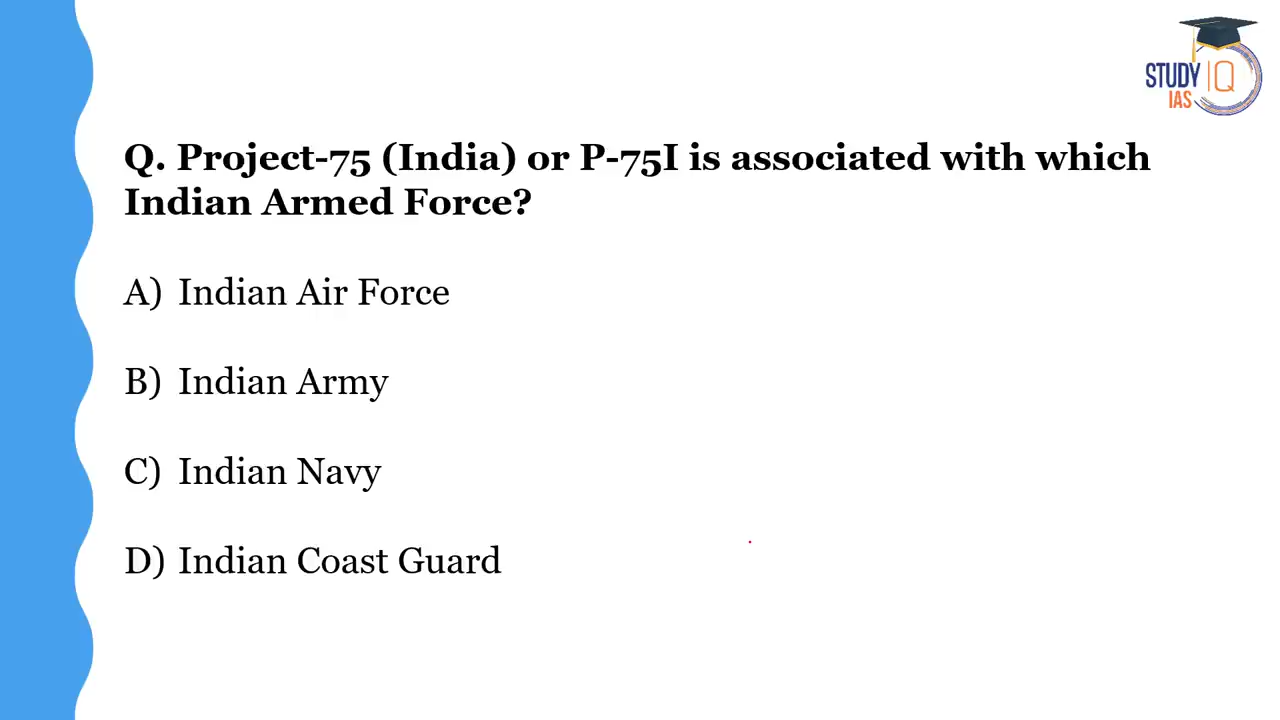 STUDY IQ
IAS
Q. Project-75 (India) or P-75I is associated with which
Indian Armed Force?
A) Indian Air Force
B) Indian Army
C) Indian Navy
D) Indian Coast Guard